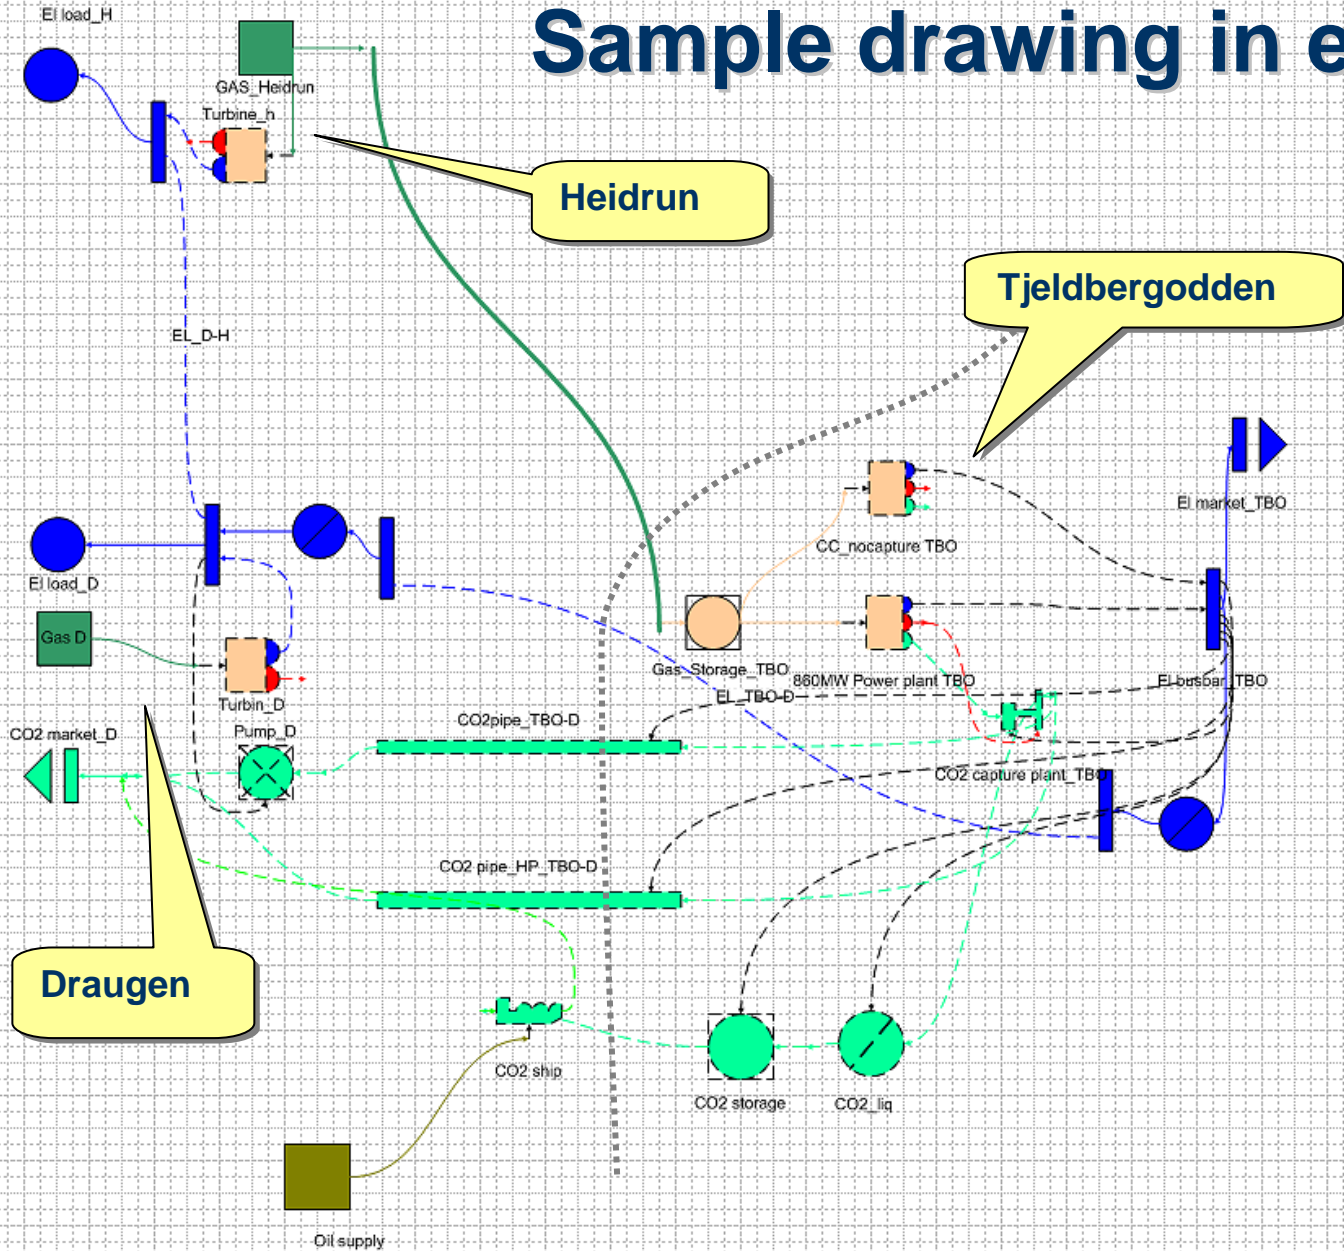 Sample drawing in e
El load_H
GAS_Heidrun
Turbine_h
Heidrun
Tjeldbergodden
EL_D-H
El market_TBO
CC_nocapture TBO
El load_D
Gas D
Gas_Storage_TBO
860MW Power plant TBO
El busbar_TBO
EL_TBO-D
Turbin_D
CO2pipe_TBO-D
CO2 market_D
Pump_D
CO2 capture plant_TBO
CO2 pipe_HP_TBO-D
Draugen
CO2 ship
CO2 storage
CO2_liq
Oil supply